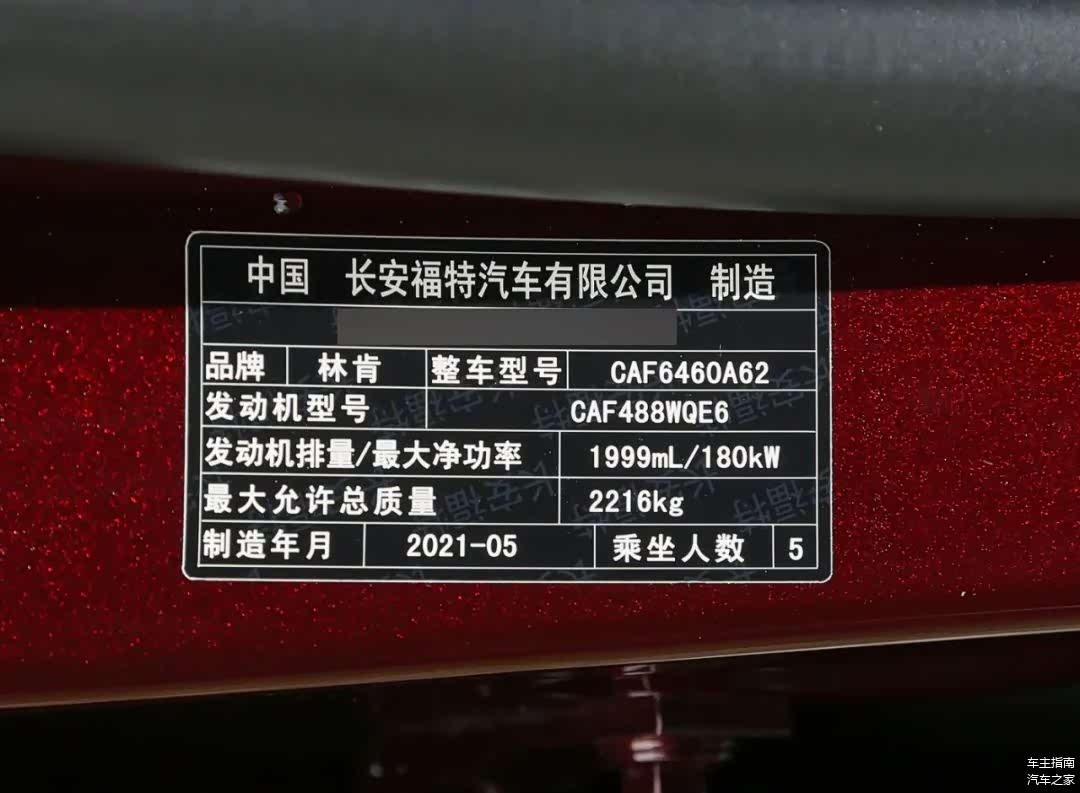 中国 长安福特汽车有限公司 制造
品牌 林肯 整车型号 CAF6460A62
发动机型号 CAF488WQE6
发动机排量/最大净功率 1999mL/180kW
最大允许总质量 2216kg
制造年月 2021-05 乘坐人数 5
车主指南
汽车之家